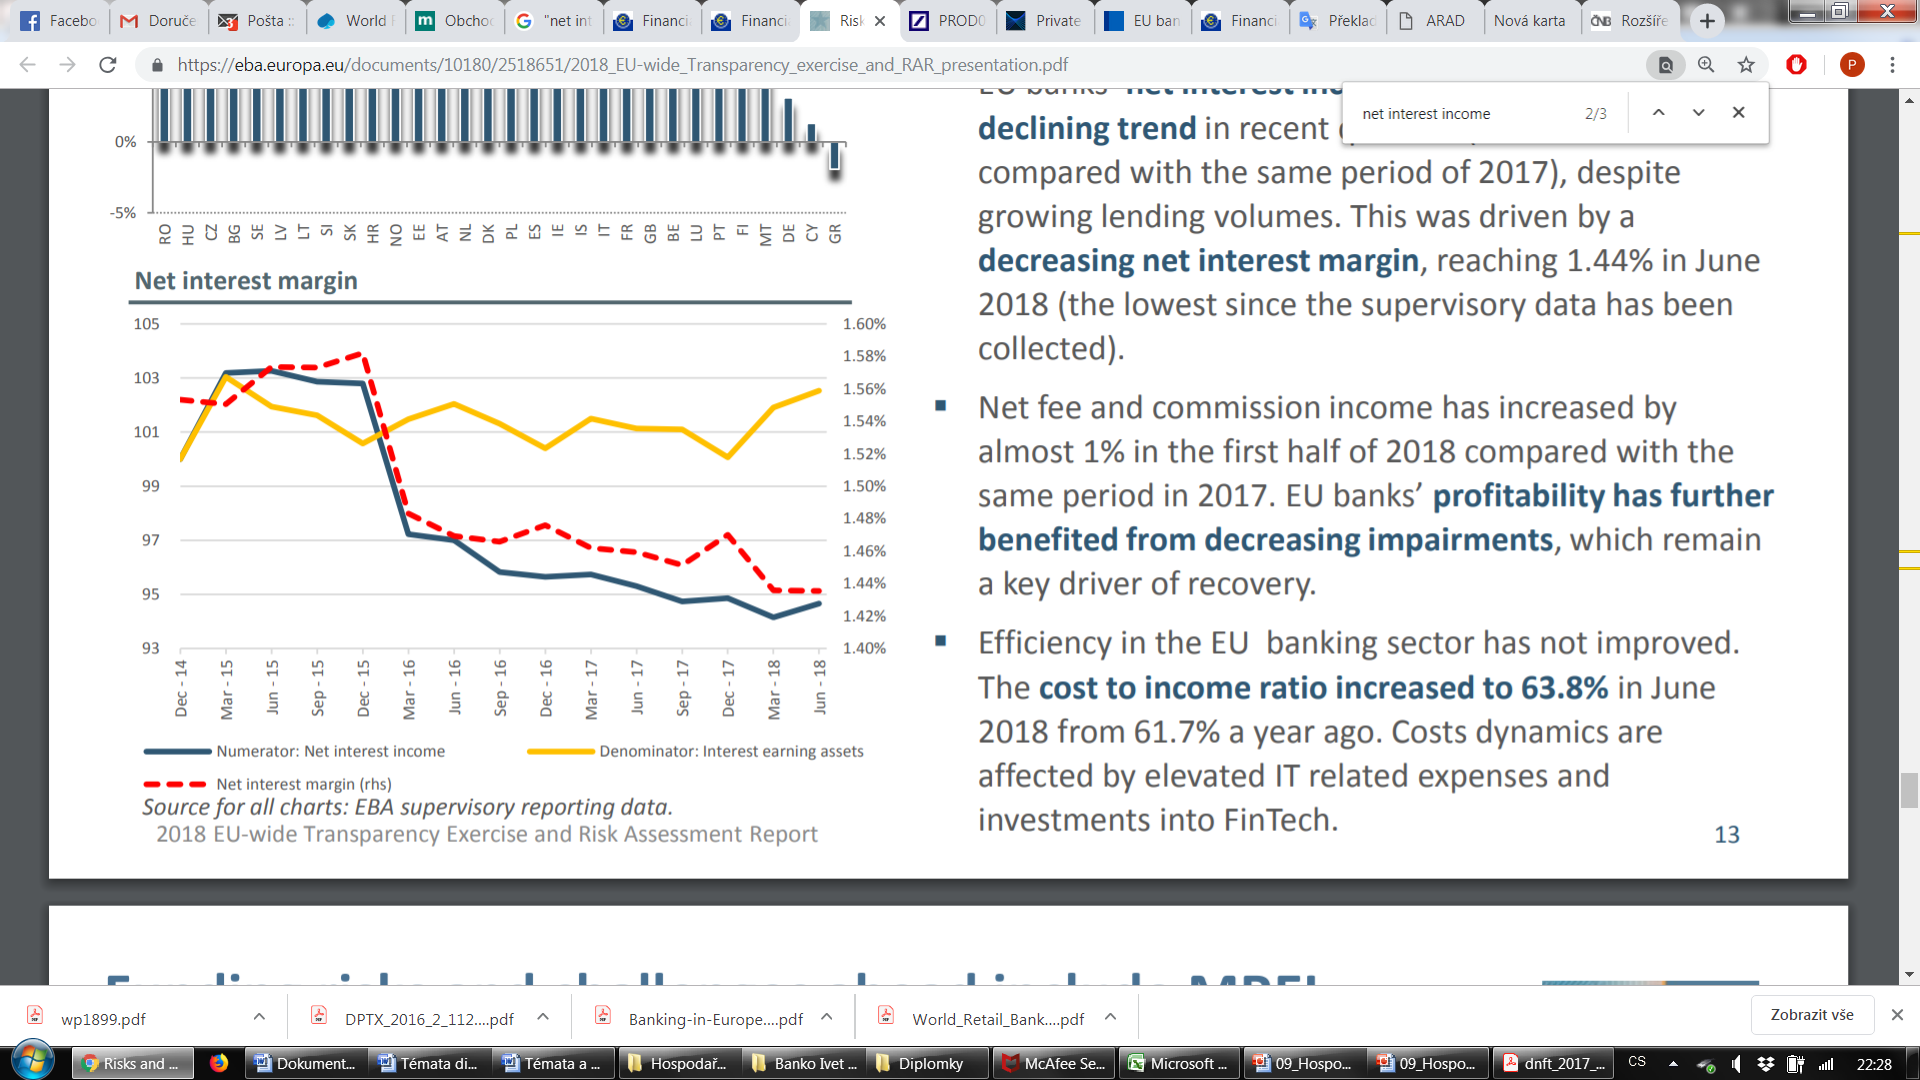 Facebo
Doruče
Pošta ::
World
Obcho
"net int
Financi
Financi
Risk
PROD0
Private
EU ban
Financi
Překlad
ARAD
Nová karta
ČNB Rozšíře
https://eba.europa.eu/documents/10180/2518651/2018_EU-wide_Transparency_exercise_and_RAR_presentation.pdf
P
net interest income 2/3
0%
-5%
RO HU CZ BG SE LV LT SI SK HR NO EE AT NL DK PL ES IE IS IT FR GB BE LU PT FI MT DE CY GR
Net interest margin
105 103 101 99 97 95 93
1.60% 1.58% 1.56% 1.54% 1.52% 1.50% 1.48% 1.46% 1.44% 1.42% 1.40%
Dec - 14 Mar - 15 Jun - 15 Sep - 15 Dec - 15 Mar - 16 Jun - 16 Sep - 16 Dec - 16 Mar - 17 Jun - 17 Sep - 17 Dec - 17 Mar - 18 Jun - 18
Numerator: Net interest income
Denominator: Interest earning assets
Net interest margin (rhs)
Source for all charts: EBA supervisory reporting data.
2018 EU-wide Transparency Exercise and Risk Assessment Report
EU banks' net interest
declining trend in recent
compared with the same period of 2017), despite
growing lending volumes. This was driven by a
decreasing net interest margin, reaching 1.44% in June
2018 (the lowest since the supervisory data has been
collected).
▪ Net fee and commission income has increased by
almost 1% in the first half of 2018 compared with the
same period in 2017. EU banks’ profitability has further
benefited from decreasing impairments, which remain
a key driver of recovery.
▪ Efficiency in the EU banking sector has not improved.
The cost to income ratio increased to 63.8% in June
2018 from 61.7% a year ago. Costs dynamics are
affected by elevated IT related expenses and
investments into FinTech.
13
wp1899.pdf
DPTX_2016_2_112....pdf
Banking-in-Europe....pdf
World_Retail_Bank....pdf
Zobrazit vše
Risks and ...
Dokument...
Témata di...
Témata a ...
Hospodař...
Banko Ivet ...
Diplomky
McAfee Se...
Microsoft ...
09_Hospo...
09_Hospo...
dnft_2017_...
CS
22:28